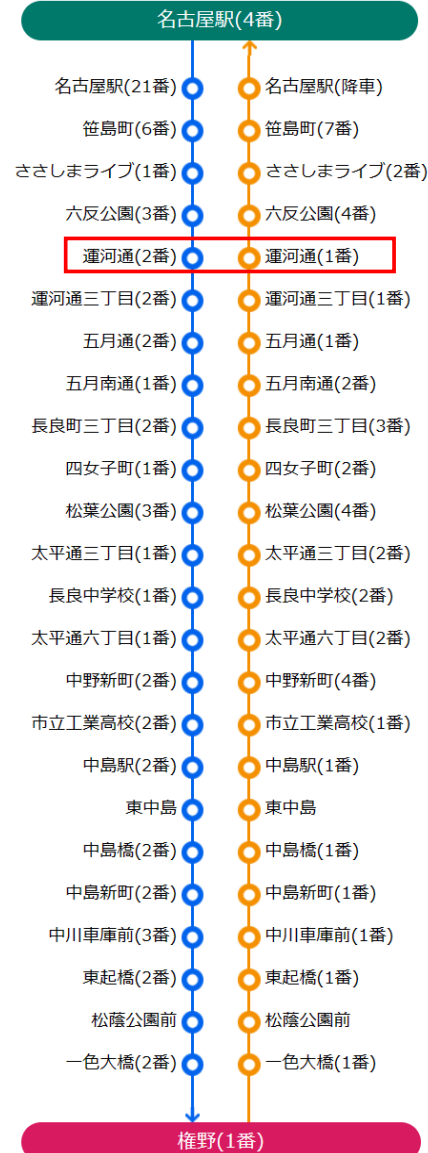 名古屋駅(4番)
名古屋駅(21番) 名古屋駅(降車)
笹島町(6番) 笹島町(7番)
ささしまライブ(1番) ささしまライブ(2番)
六反公園(3番) 六反公園(4番)
運河通(2番) 運河通(1番)
運河通三丁目(2番) 運河通三丁目(1番)
五月通(2番) 五月通(1番)
五月南通(1番) 五月南通(2番)
長良町三丁目(2番) 長良町三丁目(3番)
四女子町(1番) 四女子町(2番)
松葉公園(3番) 松葉公園(4番)
太平通三丁目(1番) 太平通三丁目(2番)
長良中学校(1番) 長良中学校(2番)
太平通六丁目(1番) 太平通六丁目(2番)
中野新町(2番) 中野新町(4番)
市立工業高校(2番) 市立工業高校(1番)
中島駅(2番) 中島駅(1番)
東中島 東中島
中島橋(2番) 中島橋(1番)
中島新町(2番) 中島新町(1番)
中川車庫前(3番) 中川車庫前(1番)
東起橋(2番) 東起橋(1番)
松蔭公園前 松蔭公園前
一色大橋(2番) 一色大橋(1番)
権野(1番)